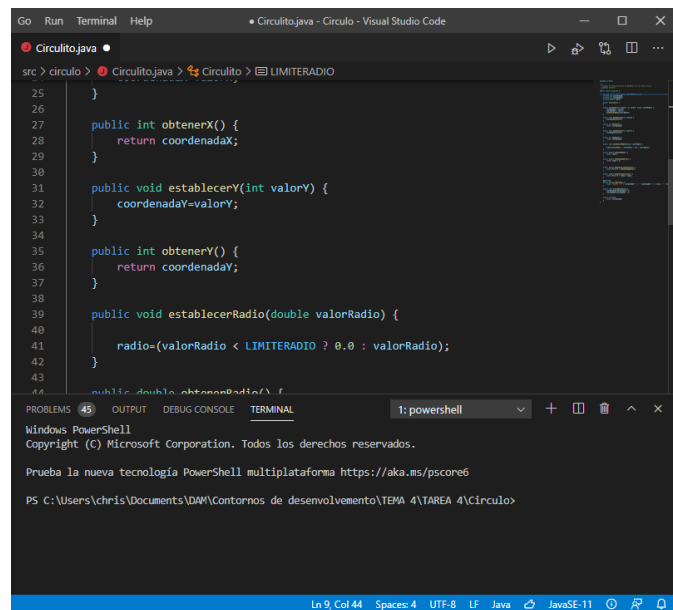 Go Run Terminal Help • Circulito.java - Circulo - Visual Studio Code
Circulito.java
src > circulo > Circulito.java > Circulito > LIMITERADIO
25 }
26
27 public int obtenerX() {
28 return coordenadaX;
29 }
30
31 public void establecerY(int valorY) {
32 coordenadaY=valorY;
33 }
34
35 public int obtenerY() {
36 return coordenadaY;
37 }
38
39 public void establecerRadio(double valorRadio) {
40
41 radio=(valorRadio < LIMITERADIO ? 0.0 : valorRadio);
42 }
43
44 public double obtenerRadio() {
PROBLEMS 45 OUTPUT DEBUG CONSOLE TERMINAL 1: powershell
Windows PowerShell
Copyright (C) Microsoft Corporation. Todos los derechos reservados.
Prueba la nueva tecnología PowerShell multiplataforma https://aka.ms/pscore6
PS C:\Users\chris\Documents\DAM\Contornos de desenvolvemento\TEMA 4\TAREA 4\Circulo>
Ln 9, Col 44 Spaces: 4 UTF-8 LF Java JavaSE-11